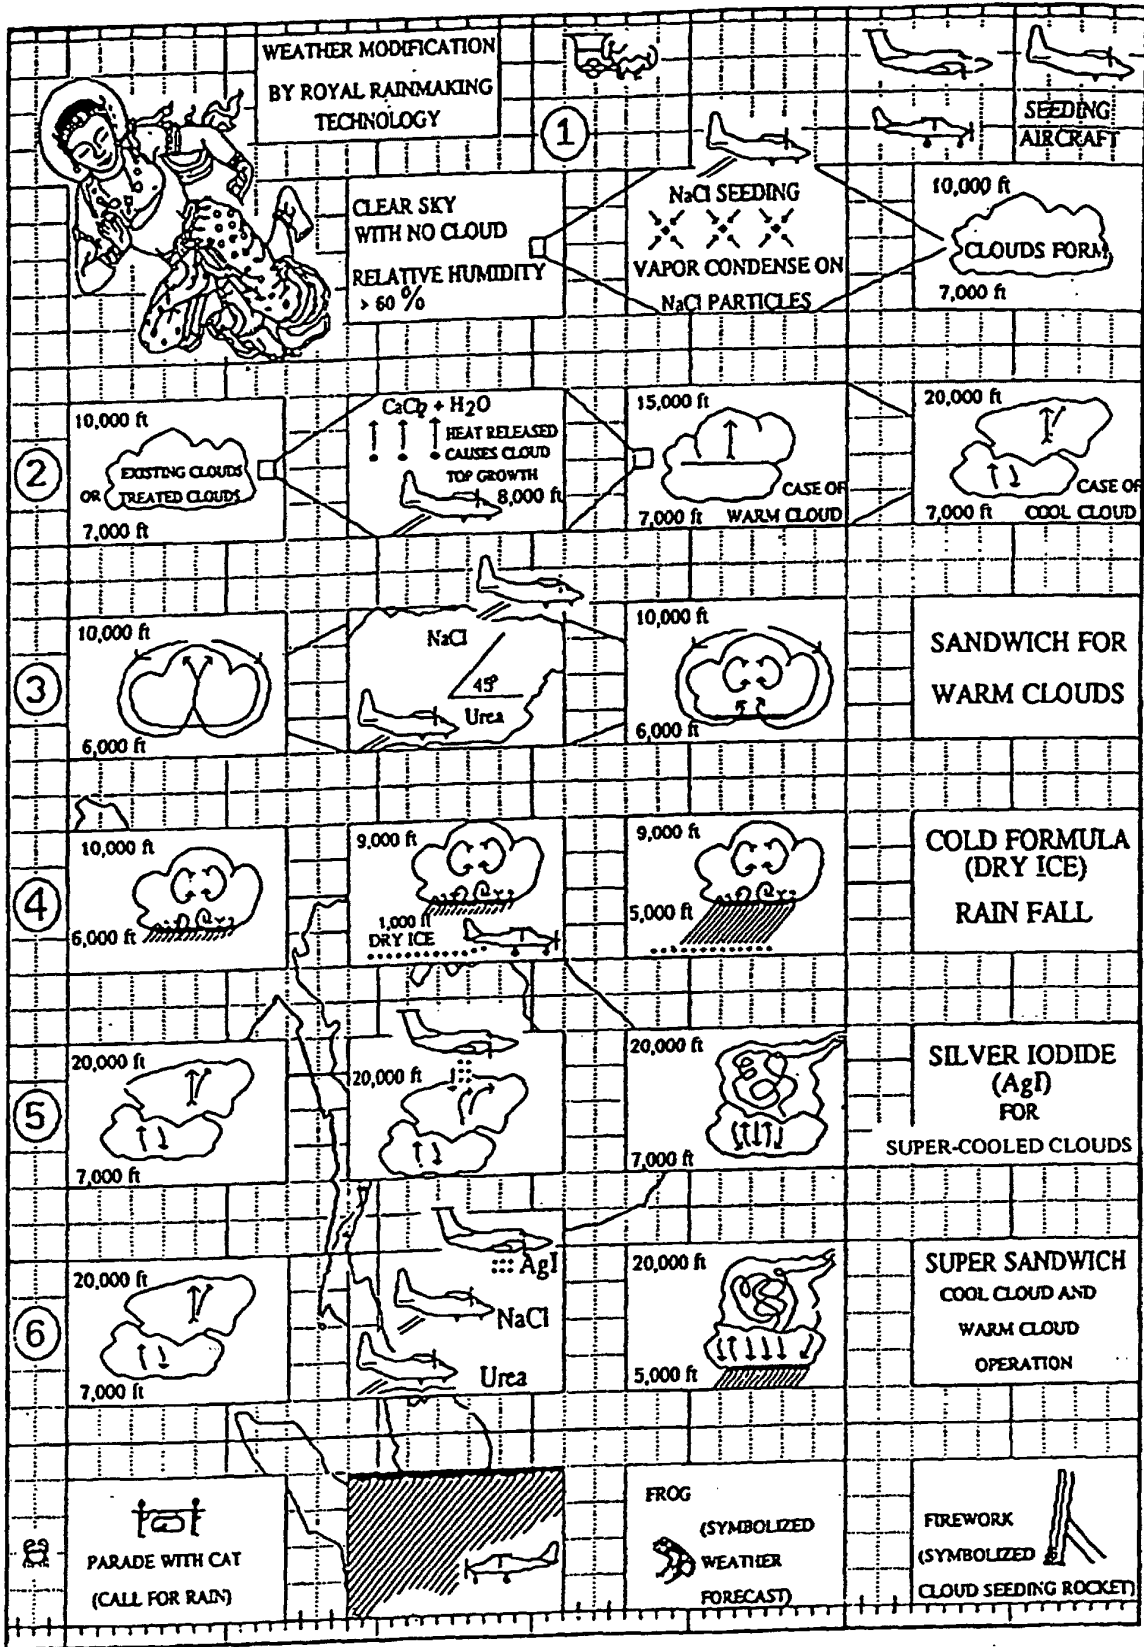 WEATHER MODIFICATION
BY ROYAL RAINMAKING
TECHNOLOGY
1
SEEDING
AIRCRAFT
CLEAR SKY
WITH NO CLOUD
RELATIVE HUMIDITY
> 60 %
NaCl SEEDING
VAPOR CONDENSE ON
NaCl PARTICLES
10,000 ft
CLOUDS FORM
7,000 ft
2
10,000 ft
EXISTING CLOUDS
OR TREATED CLOUDS
7,000 ft
CaCl2 + H2O
HEAT RELEASED
CAUSES CLOUD
TOP GROWTH
8,000 ft
15,000 ft
CASE OF
7,000 ft WARM CLOUD
20,000 ft
CASE OF
7,000 ft COOL CLOUD
3
10,000 ft
6,000 ft
NaCl
45°
Urea
10,000 ft
6,000 ft
SANDWICH FOR
WARM CLOUDS
4
10,000 ft
6,000 ft
9,000 ft
1,000 ft
DRY ICE
9,000 ft
5,000 ft
COLD FORMULA
(DRY ICE)
RAIN FALL
5
20,000 ft
7,000 ft
20,000 ft
20,000 ft
7,000 ft
SILVER IODIDE
(AgI)
FOR
SUPER-COOLED CLOUDS
6
20,000 ft
7,000 ft
AgI
NaCl
Urea
20,000 ft
5,000 ft
SUPER SANDWICH
COOL CLOUD AND
WARM CLOUD
OPERATION
PARADE WITH CAT
(CALL FOR RAIN)
FROG
(SYMBOLIZED
WEATHER
FORECAST)
FIREWORK
(SYMBOLIZED
CLOUD SEEDING ROCKET)